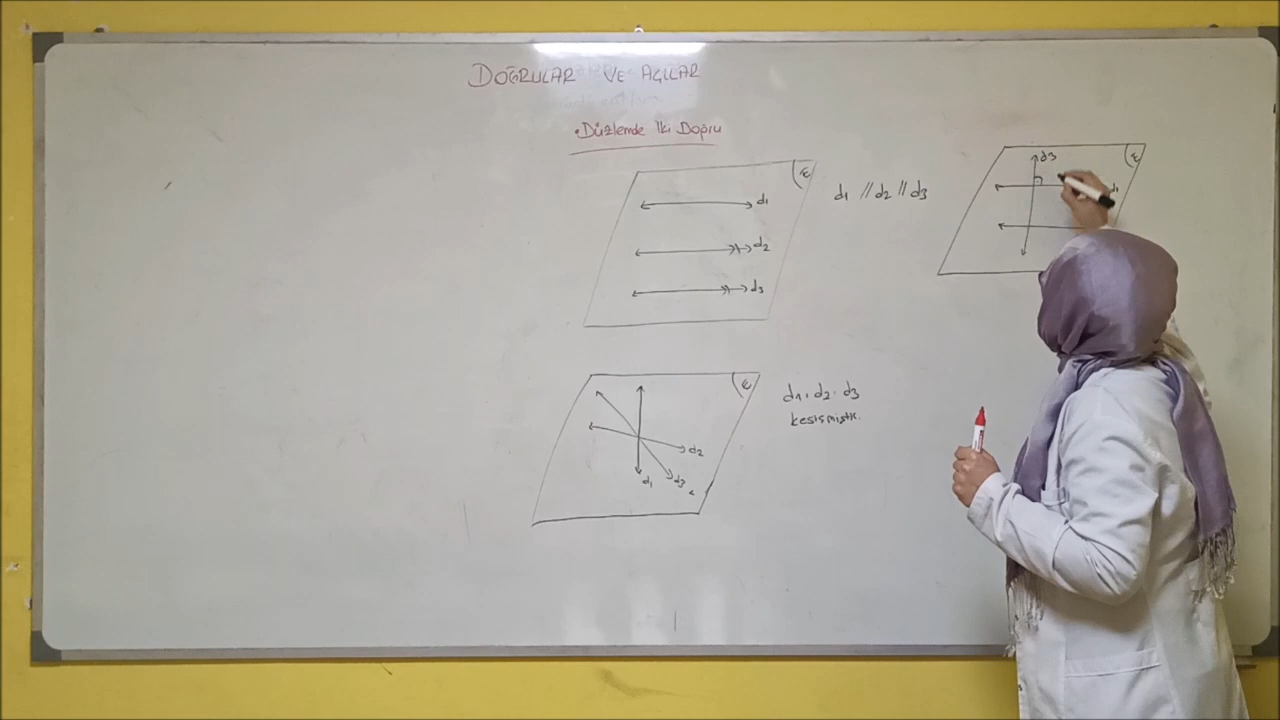 DOĞRULAR VE AÇILAR
•Düzlemde İki Doğru
E
d1
d2
d3
d1 // d2 // d3
E
d3
d1
E
d2
d1
d3
d1, d2, d3
kesişmiştir.